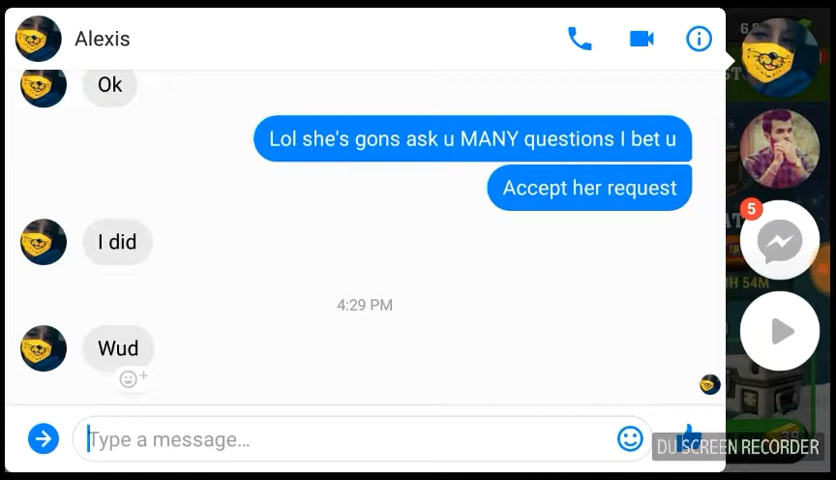 Alexis
Ok
Lol she's gons ask u MANY questions I bet u
Accept her request
I did
4:29 PM
Wud
Type a message...
5
H 54M
DU SCREEN RECORDER